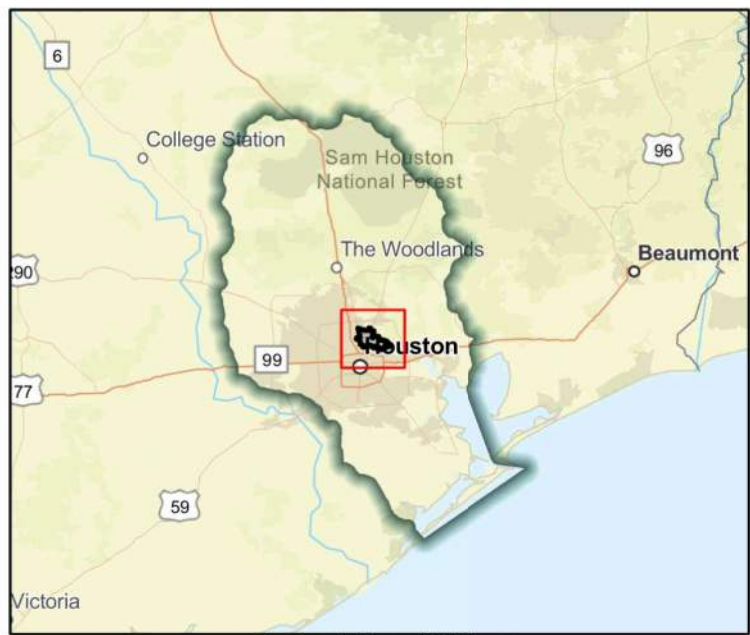 6
College Station
Sam Houston
National Forest
96
The Woodlands
Beaumont
290
Houston
99
77
59
Victoria